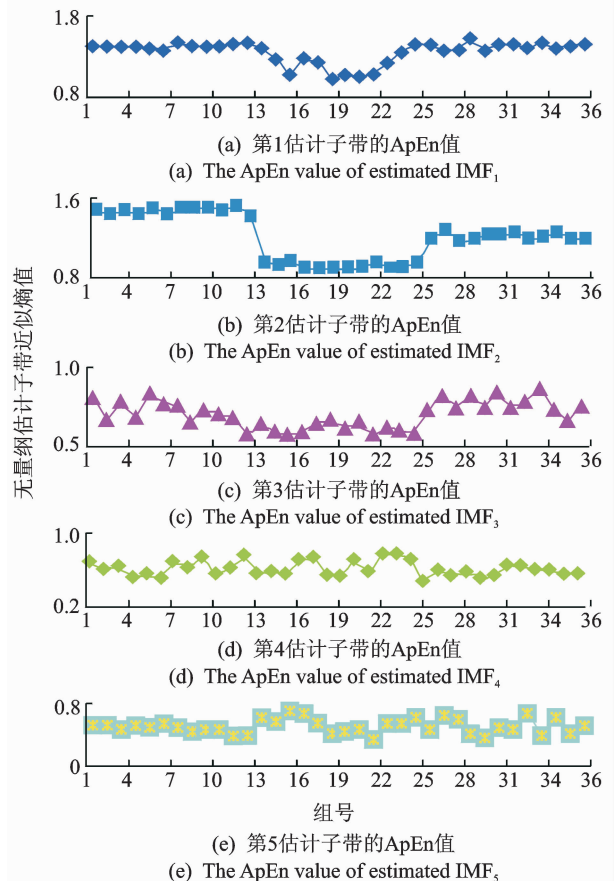 无量纲估计子带近似熵值
1.8
0.8
1 4 7 10 13 16 19 22 25 28 31 34 36
(a) 第1估计子带的ApEn值
(a) The ApEn value of estimated IMF₁
1.6
0.8
1 4 7 10 13 16 19 22 25 28 31 34 36
(b) 第2估计子带的ApEn值
(b) The ApEn value of estimated IMF₂
1.0
0.5
1 4 7 10 13 16 19 22 25 28 31 34 36
(c) 第3估计子带的ApEn值
(c) The ApEn value of estimated IMF₃
1.0
0.2
1 4 7 10 13 16 19 22 25 28 31 34 36
(d) 第4估计子带的ApEn值
(d) The ApEn value of estimated IMF₄
0.8
0
1 4 7 10 13 16 19 22 25 28 31 34 36
组号
(e) 第5估计子带的ApEn值
(e) The ApEn value of estimated IMF₅